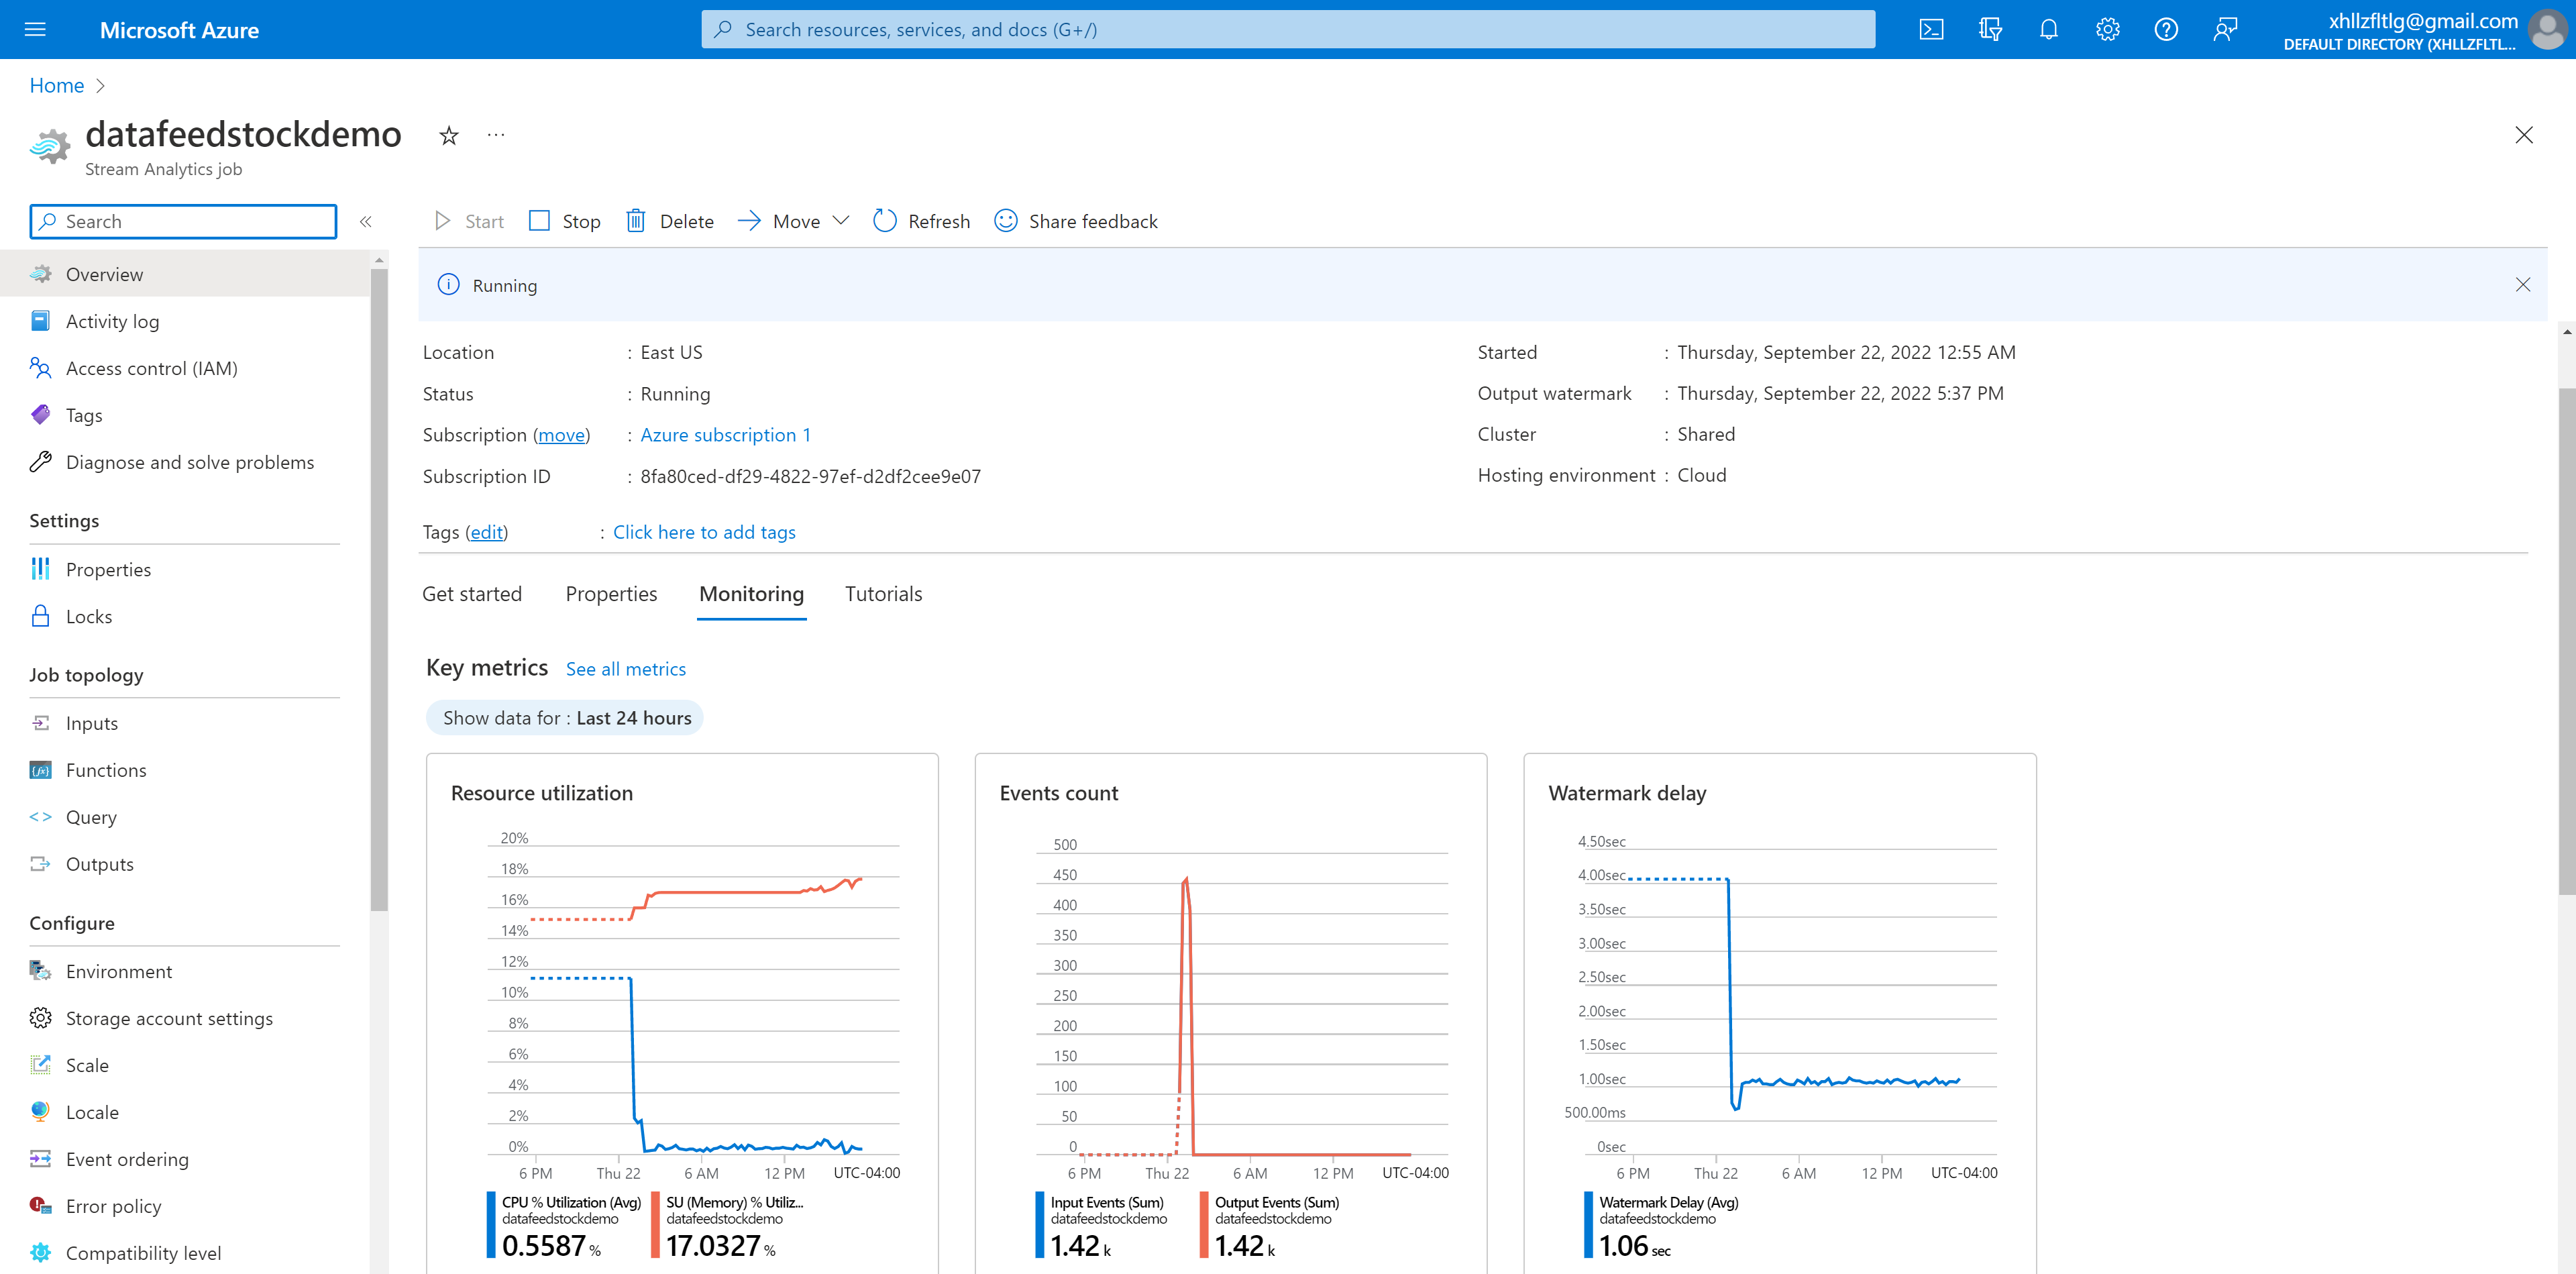 Microsoft Azure
Search resources, services, and docs (G+/)
xhllzfltlg@gmail.com
DEFAULT DIRECTORY (XHLLZFLTL...
Home >
datafeedstockdemo
Stream Analytics job
Search
Start
Stop
Delete
Move
Refresh
Share feedback
Overview
Activity log
Access control (IAM)
Tags
Diagnose and solve problems
Settings
Properties
Locks
Job topology
Inputs
Functions
Query
Outputs
Configure
Environment
Storage account settings
Scale
Locale
Event ordering
Error policy
Compatibility level
Running
Location : East US
Status : Running
Subscription (move) : Azure subscription 1
Subscription ID : 8fa80ced-df29-4822-97ef-d2df2cee9e07
Tags (edit) : Click here to add tags
Started : Thursday, September 22, 2022 12:55 AM
Output watermark : Thursday, September 22, 2022 5:37 PM
Cluster : Shared
Hosting environment : Cloud
Get started
Properties
Monitoring
Tutorials
Key metrics See all metrics
Show data for : Last 24 hours
Resource utilization
20%
18%
16%
14%
12%
10%
8%
6%
4%
2%
0%
6 PM Thu 22 6 AM 12 PM UTC-04:00
CPU % Utilization (Avg)
datafeedstockdemo
0.5587 %
SU (Memory) % Utiliz...
datafeedstockdemo
17.0327 %
Events count
500
450
400
350
300
250
200
150
100
50
0
6 PM Thu 22 6 AM 12 PM UTC-04:00
Input Events (Sum)
datafeedstockdemo
1.42 k
Output Events (Sum)
datafeedstockdemo
1.42 k
Watermark delay
4.50sec
4.00sec
3.50sec
3.00sec
2.50sec
2.00sec
1.50sec
1.00sec
500.00ms
0sec
6 PM Thu 22 6 AM 12 PM UTC-04:00
Watermark Delay (Avg)
datafeedstockdemo
1.06 sec